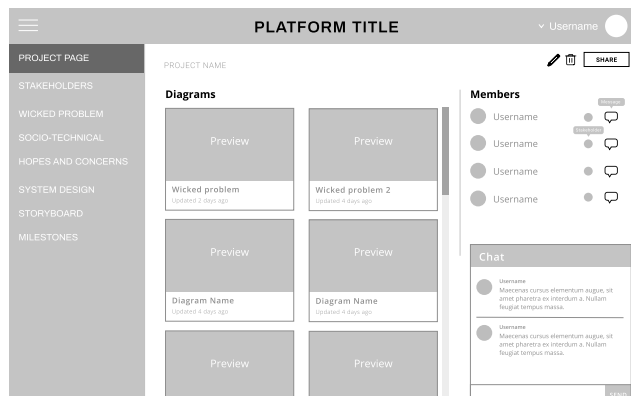 PLATFORM TITLE
Username
PROJECT PAGE
STAKEHOLDERS
WICKED PROBLEM
SOCIO-TECHNICAL
HOPES AND CONCERNS
SYSTEM DESIGN
STORYBOARD
MILESTONES
PROJECT NAME
SHARE
Diagrams
Preview
Wicked problem
Updated 2 days ago
Preview
Wicked problem 2
Updated 4 days ago
Preview
Diagram Name
Updated 4 days ago
Preview
Diagram Name
Updated 4 days ago
Preview
Preview
Members
Message
Username
Stakeholder
Username
Username
Username
Chat
Username
Maecenas cursus elementum augue, sit
amet pharetra ex interdum a. Nullam
feugiat tempus massa.
Username
Maecenas cursus elementum augue, sit
amet pharetra ex interdum a. Nullam
feugiat tempus massa.
SEND